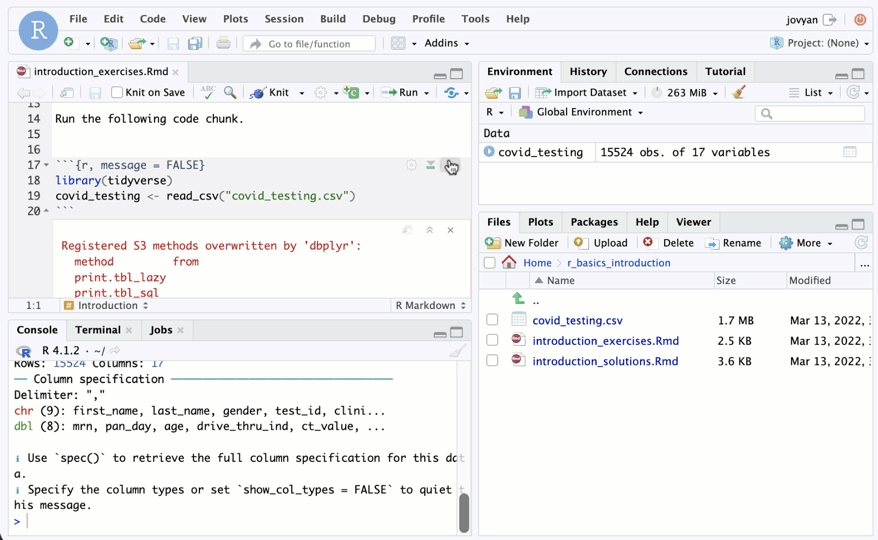 File Edit Code View Plots Session Build Debug Profile Tools Help
jovyan
R
Go to file/function
Addins
Project: (None)
introduction_exercises.Rmd
Knit on Save
ABC
Knit
Run
14 Run the following code chunk.
15
16
17 ```{r, message = FALSE}
18 library(tidyverse)
19 covid_testing <- read_csv("covid_testing.csv")
20 ```
Registered S3 methods overwritten by 'dbplyr':
method from
print.tbl_lazy
print.tbl_sql
1:1 # Introduction
R Markdown
Console Terminal Jobs
R R 4.1.2 · ~/
Rows: 15524 Columns: 17
── Column specification ────────────────────────────────
Delimiter: ","
chr (9): first_name, last_name, gender, test_id, clini...
dbl (8): mrn, pan_day, age, drive_thru_ind, ct_value, ...
ℹ Use `spec()` to retrieve the full column specification for this dat
a.
ℹ Specify the column types or set `show_col_types = FALSE` to quiet t
his message.
>
Environment History Connections Tutorial
Import Dataset 263 MiB List
R Global Environment
Data
covid_testing 15524 obs. of 17 variables
Files Plots Packages Help Viewer
New Folder Upload Delete Rename More
Home r_basics_introduction ...
Name Size Modified
..
covid_testing.csv 1.7 MB Mar 13, 2022,
introduction_exercises.Rmd 2.5 KB Mar 13, 2022,
introduction_solutions.Rmd 3.6 KB Mar 13, 2022,